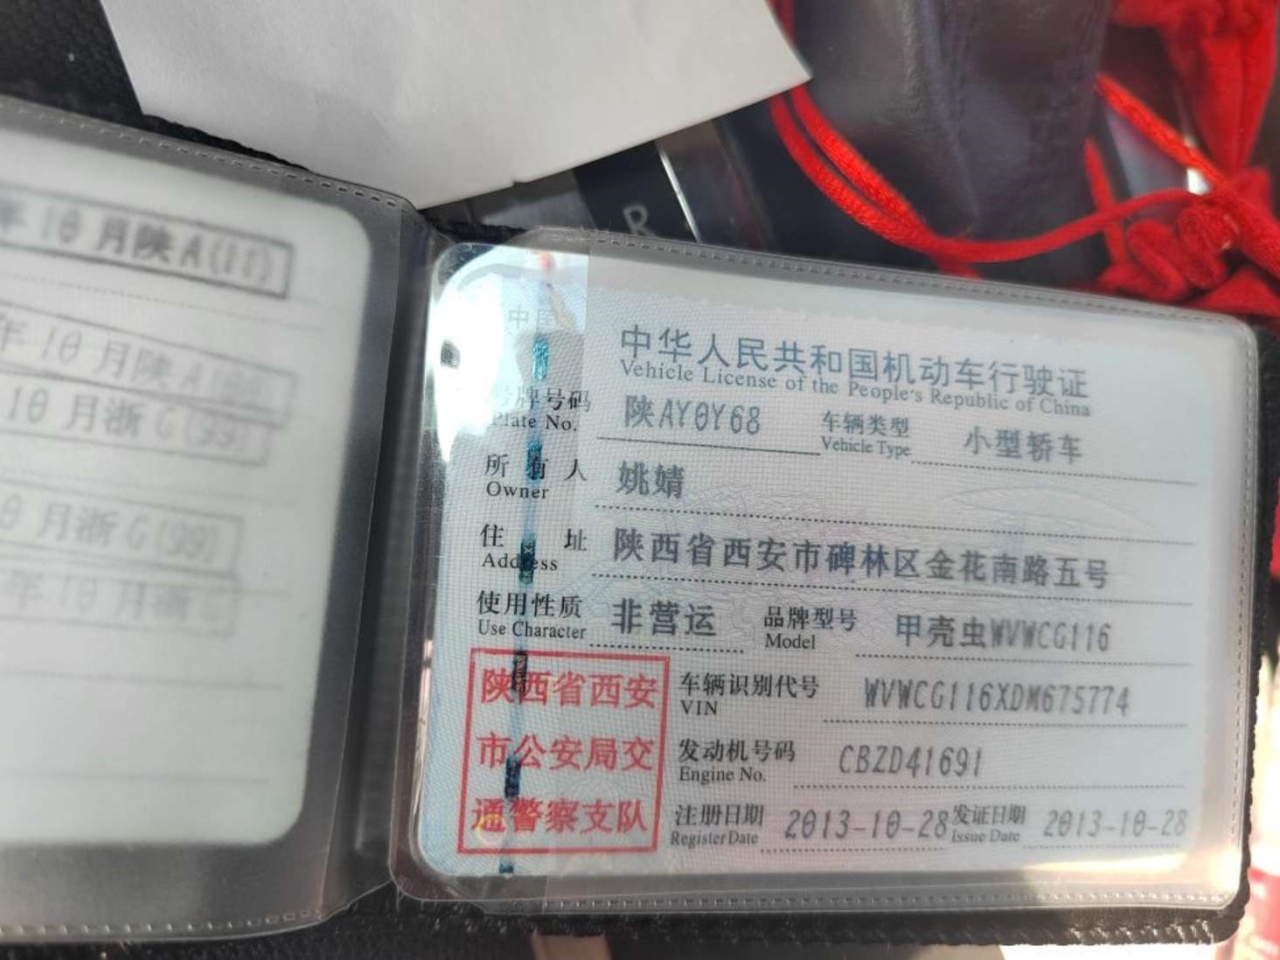 年10月陕A(11)
年10月陕A
10月浙G(99)
月浙G(99)
年10月浙
R
中华人民共和国机动车行驶证
Vehicle License of the People's Republic of China
号牌号码 陕AY0Y68 车辆类型 小型轿车
Plate No. Vehicle Type
所有人 姚婧
Owner
住址 陕西省西安市碑林区金花南路五号
Address
使用性质 非营运 品牌型号 甲壳虫WVWCG116
Use Character Model
陕西省西安
市公安局交
通警察支队
车辆识别代号 WVWCG116XDM675774
VIN
发动机号码 CBZD41691
Engine No.
注册日期 2013-10-28 发证日期 2013-10-28
Register Date Issue Date